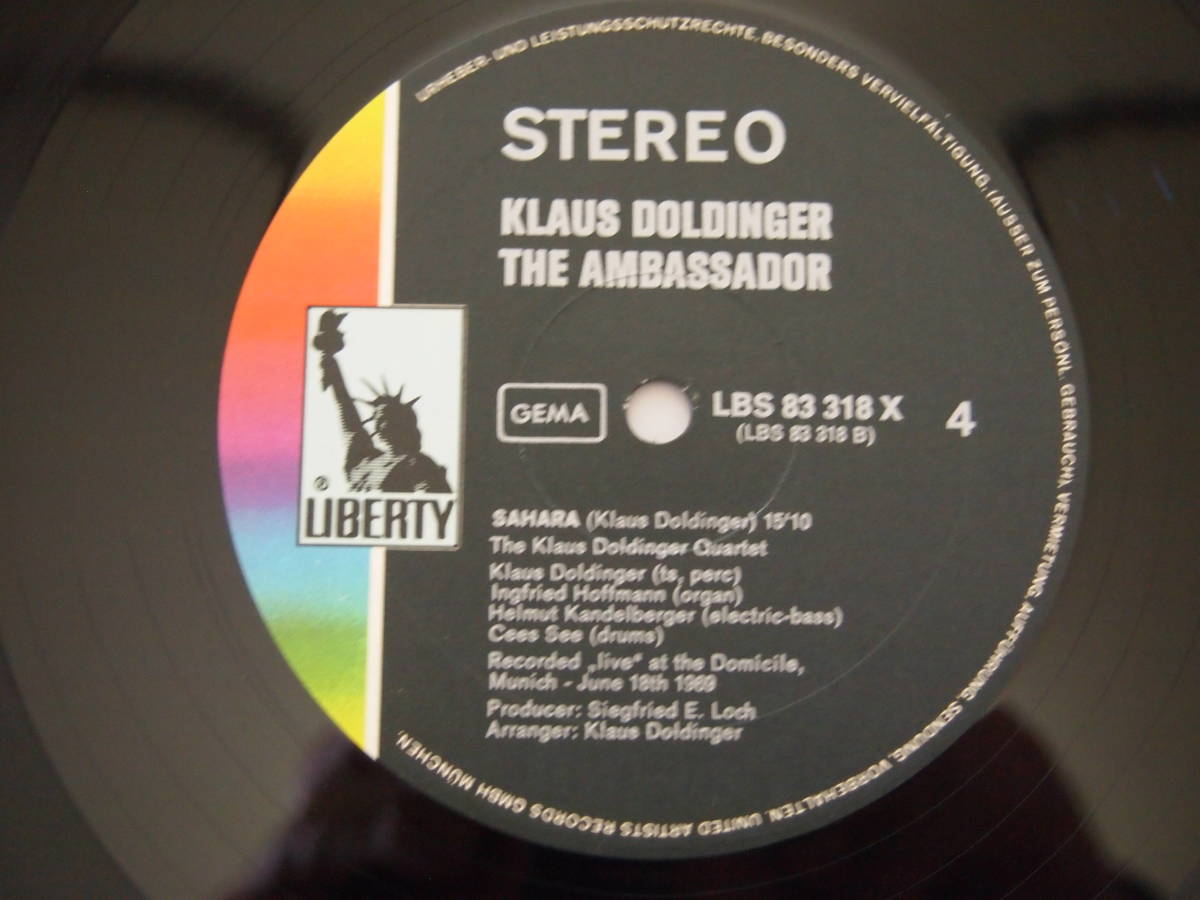 URHEBER- UND LEISTUNGSSCHUTZRECHTE, BESONDERS VERVIELFÄLTIGUNG, (AUSSER ZUM PERSÖNL. GEBRAUCH), VERMIETUNG, AUFFÜHRUNG, SENDUNG, VORBEHALTEN. UNITED ARTISTS RECORDS GMBH MÜNCHEN.
STEREO
KLAUS DOLDINGER
THE AMBASSADOR
GEMA
LBS 83 318 X 4
(LBS 83 318 B)
® LIBERTY
SAHARA (Klaus Doldinger) 15'10
The Klaus Doldinger Quartet
Klaus Doldinger (ts, perc)
Ingfried Hoffmann (organ)
Helmut Kandelberger (electric-bass)
Cees See (drums)
Recorded „live“ at the Domicile,
Munich - June 18th 1969
Producer: Siegfried E. Loch
Arranger: Klaus Doldinger